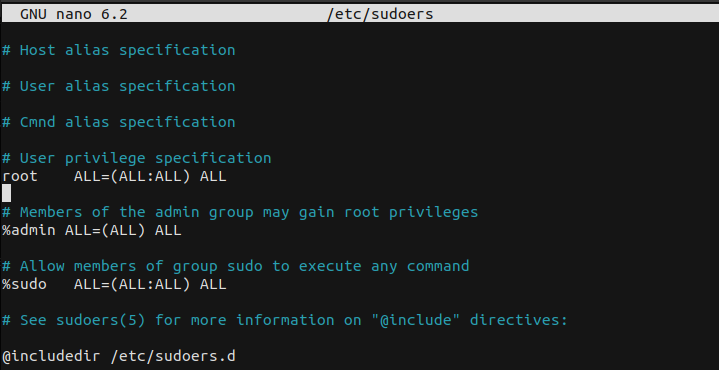 GNU nano 6.2 /etc/sudoers
# Host alias specification
# User alias specification
# Cmnd alias specification
# User privilege specification
root ALL=(ALL:ALL) ALL
# Members of the admin group may gain root privileges
%admin ALL=(ALL) ALL
# Allow members of group sudo to execute any command
%sudo ALL=(ALL:ALL) ALL
# See sudoers(5) for more information on "@include" directives:
@includedir /etc/sudoers.d